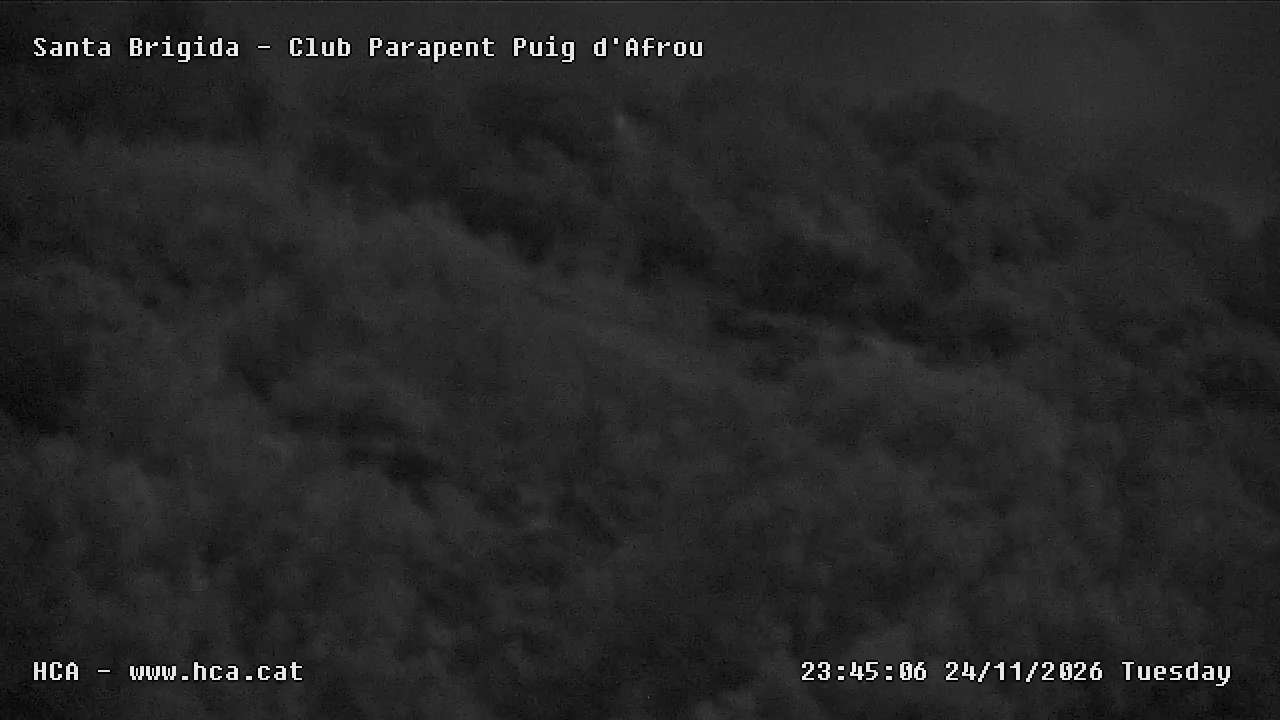 Santa Brigida - Club Parapent Puig d'Afrou
HCA - www.hca.cat
23:45:06 24/11/2026 Tuesday